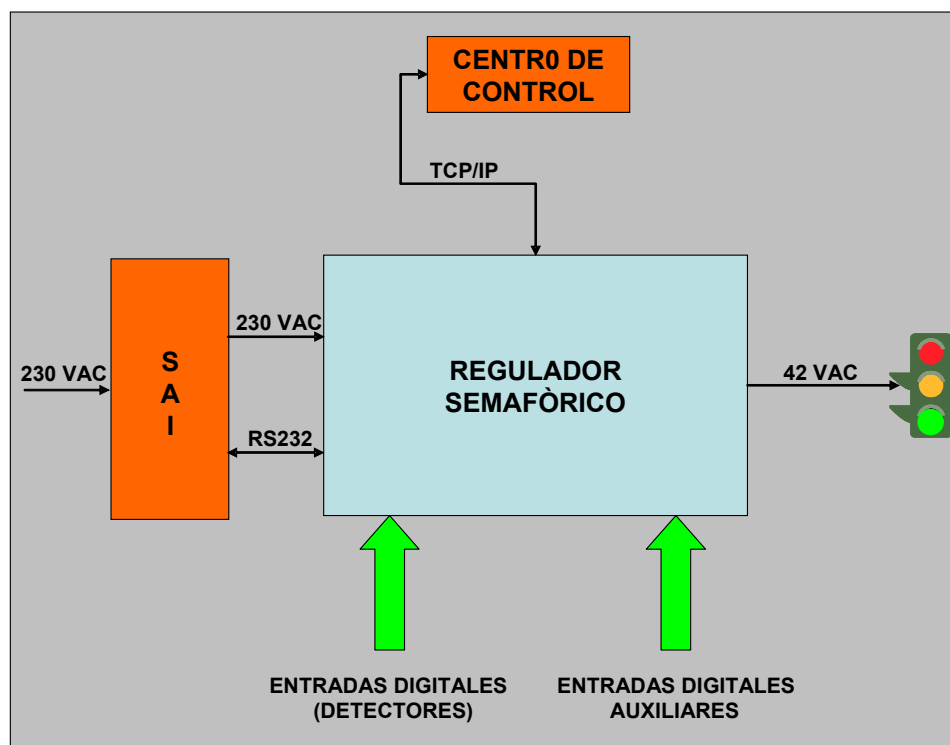 CENTR0 DE
CONTROL
TCP/IP
230 VAC
S
A
I
230 VAC
RS232
REGULADOR
SEMAFÒRICO
42 VAC
ENTRADAS DIGITALES
(DETECTORES)
ENTRADAS DIGITALES
AUXILIARES